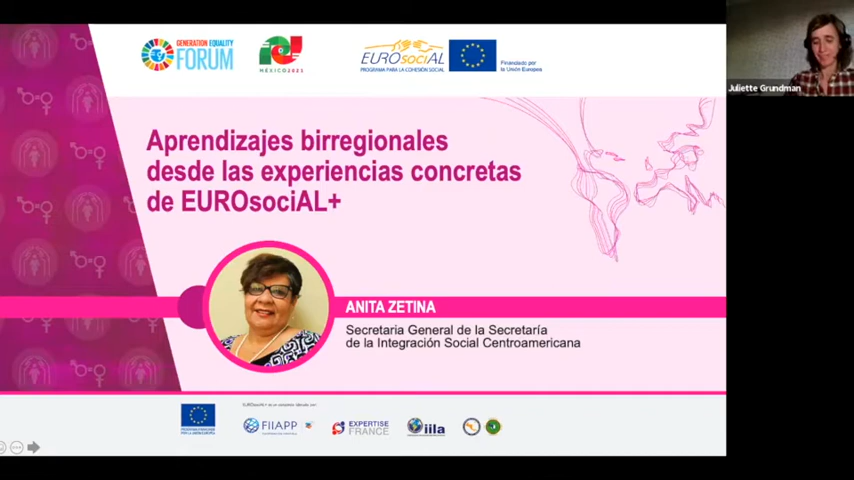 GENERATION EQUALITY
FORUM
MÉXICO2021
EUROsociAL
PROGRAMA PARA LA COHESIÓN SOCIAL
Financiado por
la Unión Europea
Juliette Grundman
Aprendizajes birregionales
desde las experiencias concretas
de EUROsociAL+
ANITA ZETINA
Secretaria General de la Secretaría
de la Integración Social Centroamericana
FIIAPP
EXPERTISE
FRANCE
iila